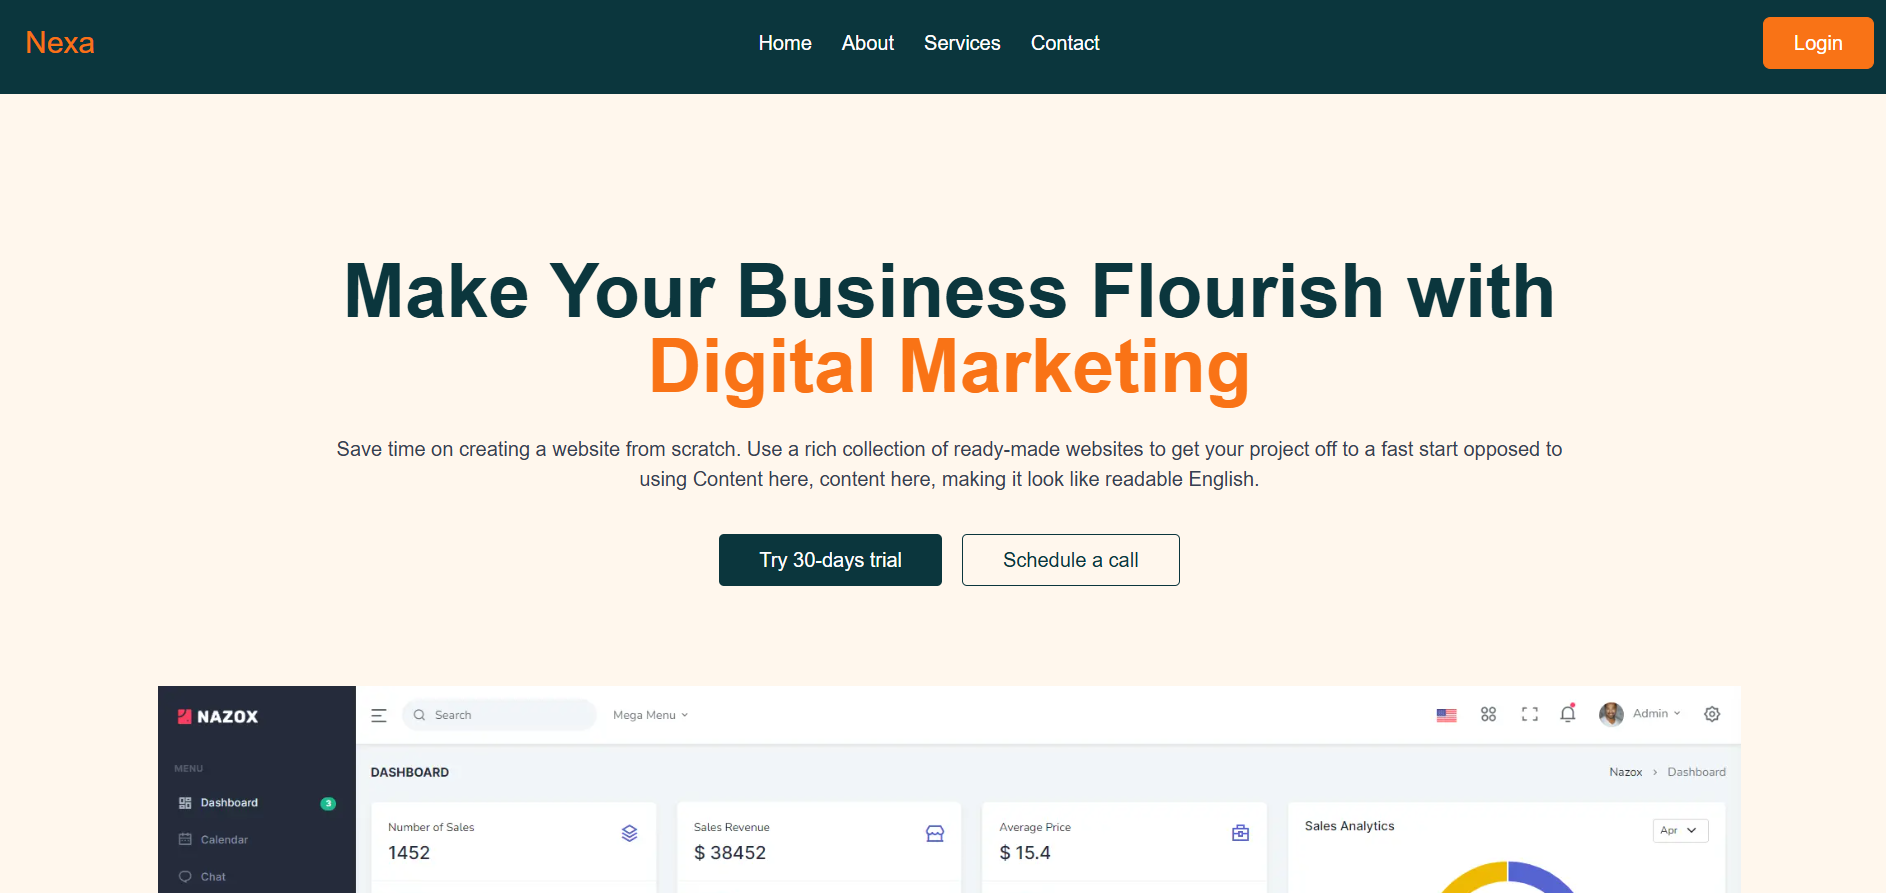 Nexa
Home About Services Contact
Login
Make Your Business Flourish with
Digital Marketing
Save time on creating a website from scratch. Use a rich collection of ready-made websites to get your project off to a fast start opposed to
using Content here, content here, making it look like readable English.
Try 30-days trial
Schedule a call
NAZOX
Search
Mega Menu
Admin
MENU
DASHBOARD
Nazox > Dashboard
Dashboard 3
Calendar
Chat
Number of Sales
1452
Sales Revenue
$ 38452
Average Price
$ 15.4
Sales Analytics
Apr